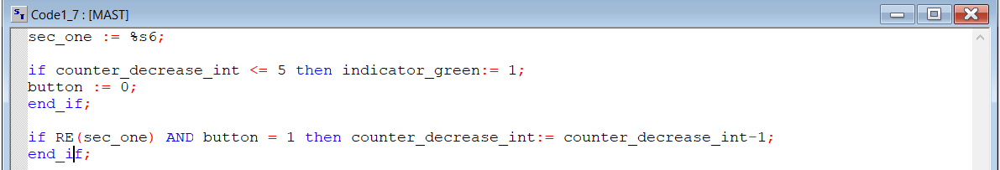 Code1_7 : [MAST]
sec_one := %s6;
if counter_decrease_int <= 5 then indicator_green:= 1;
button := 0;
end_if;
if RE(sec_one) AND button = 1 then counter_decrease_int:= counter_decrease_int-1;
end_if;